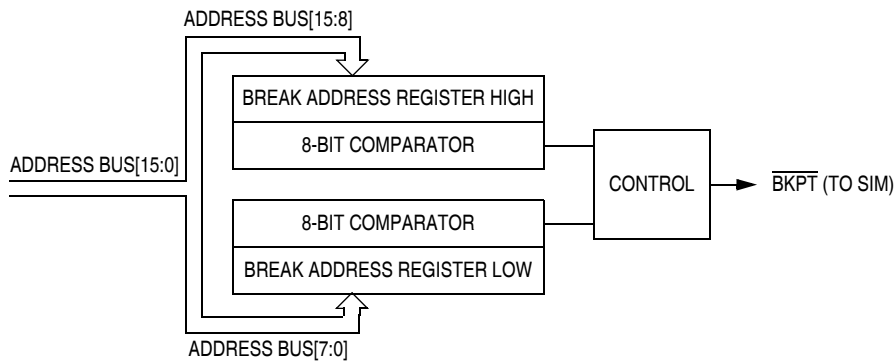 ADDRESS BUS[15:8]
BREAK ADDRESS REGISTER HIGH
8-BIT COMPARATOR
ADDRESS BUS[15:0]
CONTROL
BKPT (TO SIM)
8-BIT COMPARATOR
BREAK ADDRESS REGISTER LOW
ADDRESS BUS[7:0]